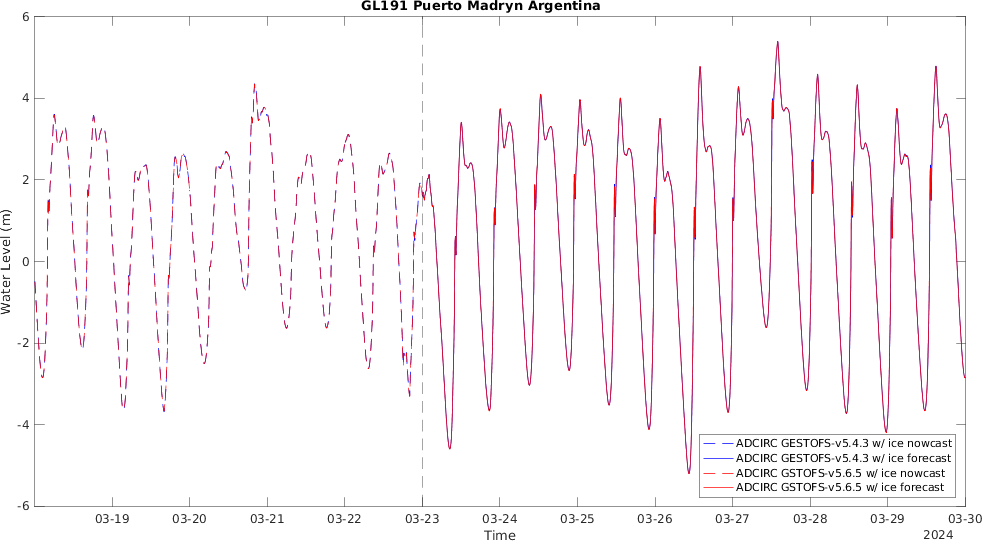 GL191 Puerto Madryn Argentina
6
4
2
0
-2
-4
-6
Water Level (m)
ADCIRC GESTOFS-v5.4.3 w/ ice nowcast
ADCIRC GESTOFS-v5.4.3 w/ ice forecast
ADCIRC GSTOFS-v5.6.5 w/ ice nowcast
ADCIRC GSTOFS-v5.6.5 w/ ice forecast
03-19 03-20 03-21 03-22 03-23 03-24 03-25 03-26 03-27 03-28 03-29 03-30
Time
2024